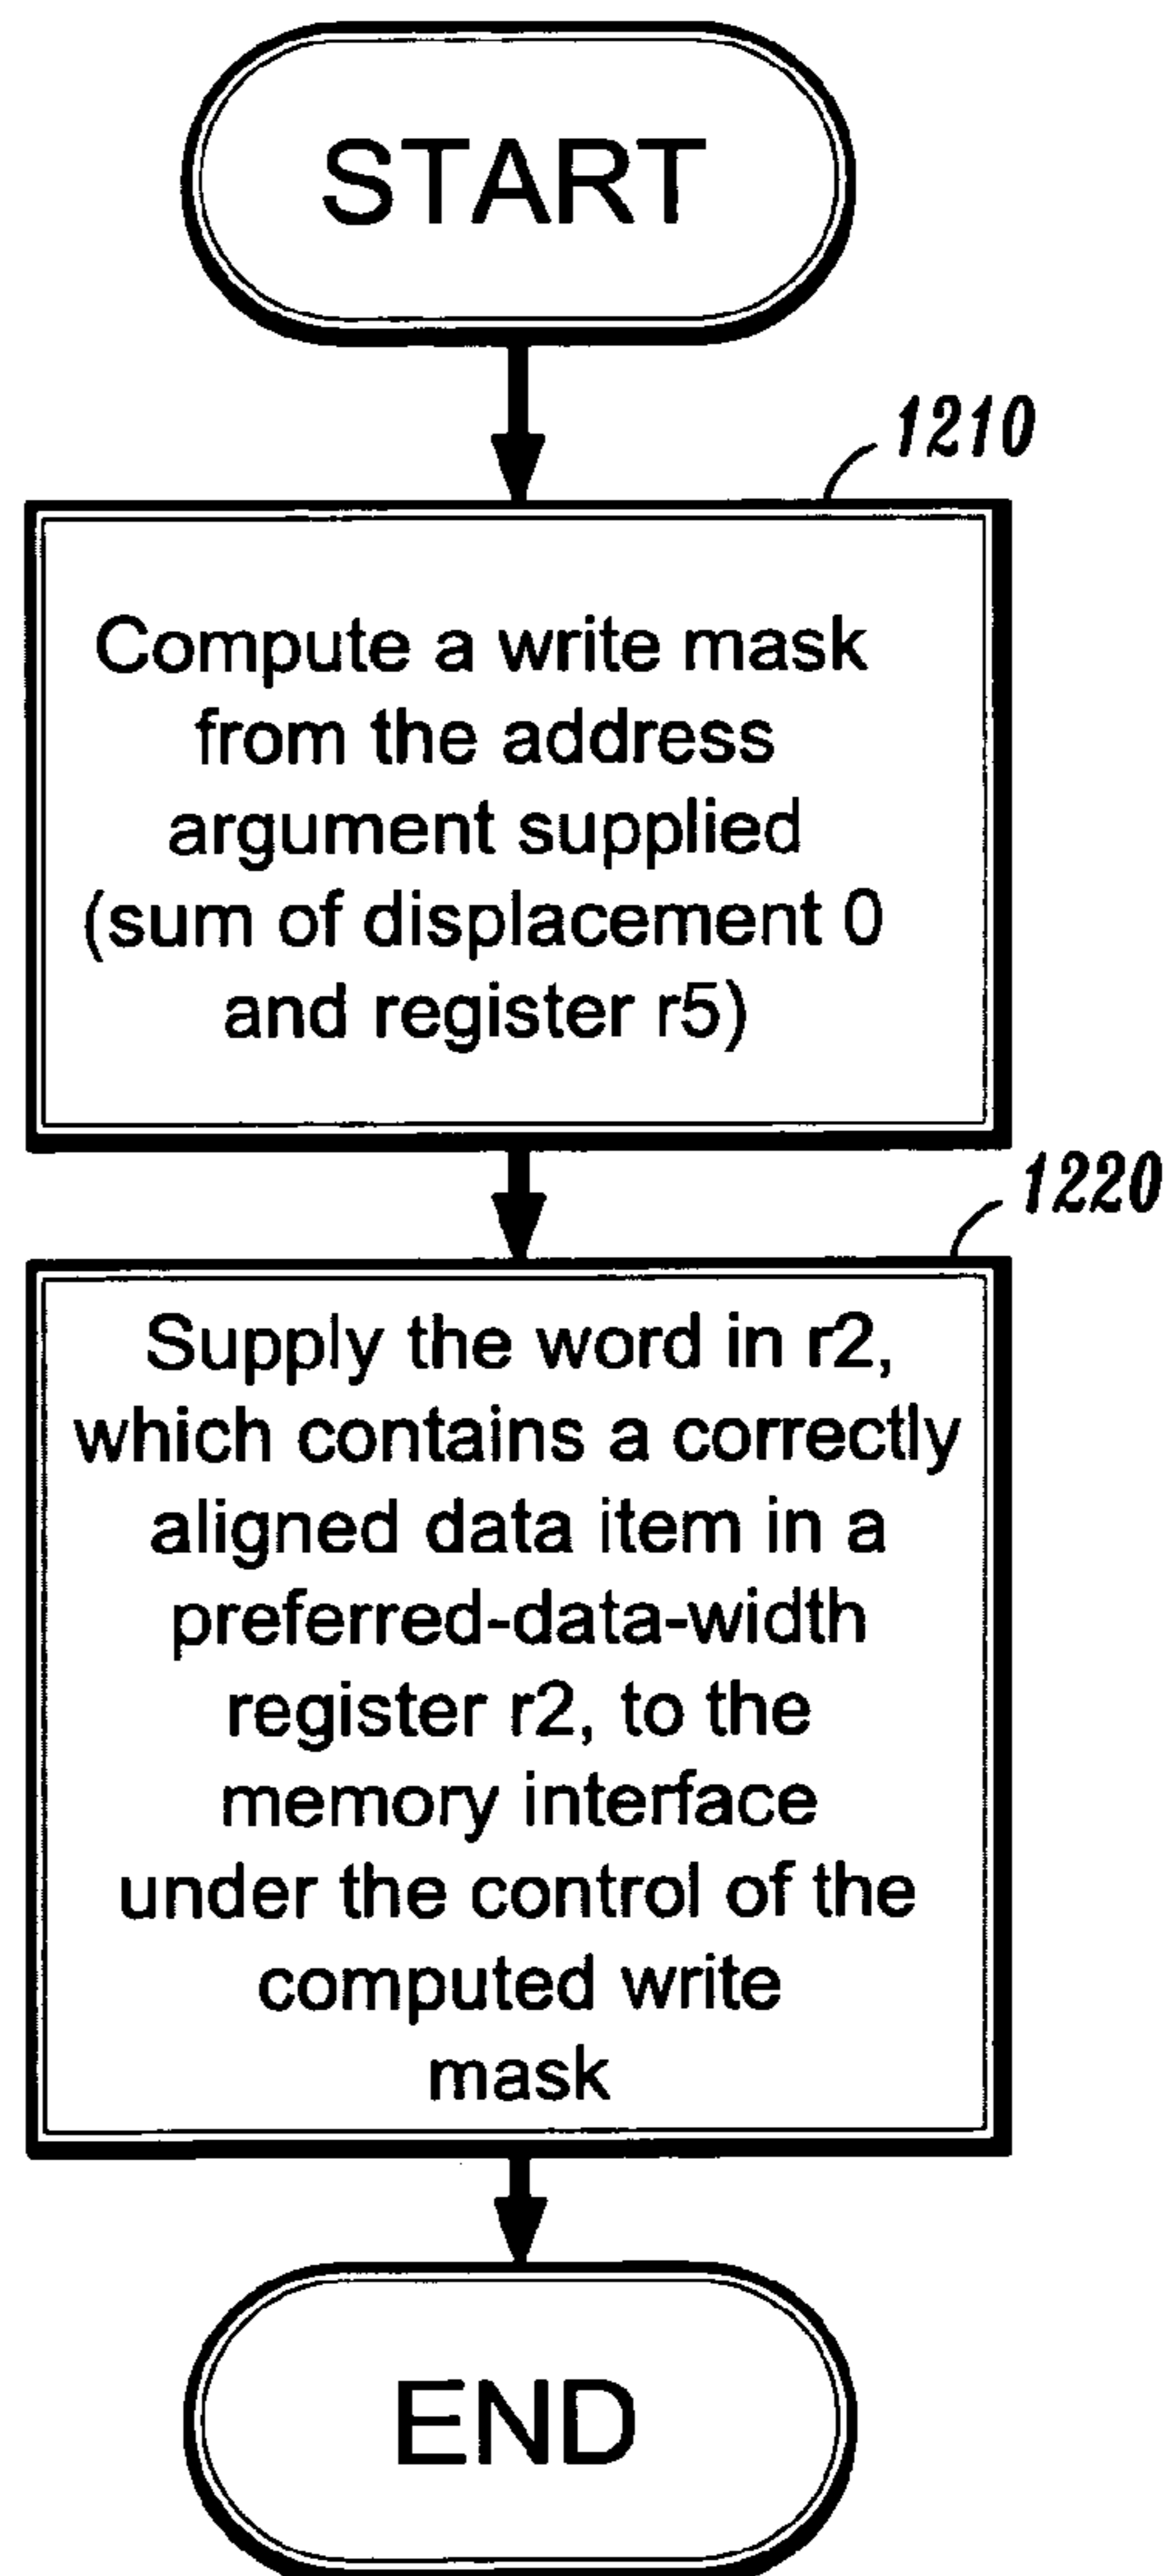 START
1210
Compute a write mask
from the address
argument supplied
(sum of displacement 0
and register r5)
1220
Supply the word in r2,
which contains a correctly
aligned data item in a
preferred-data-width
register r2, to the
memory interface
under the control of the
computed write
mask
END